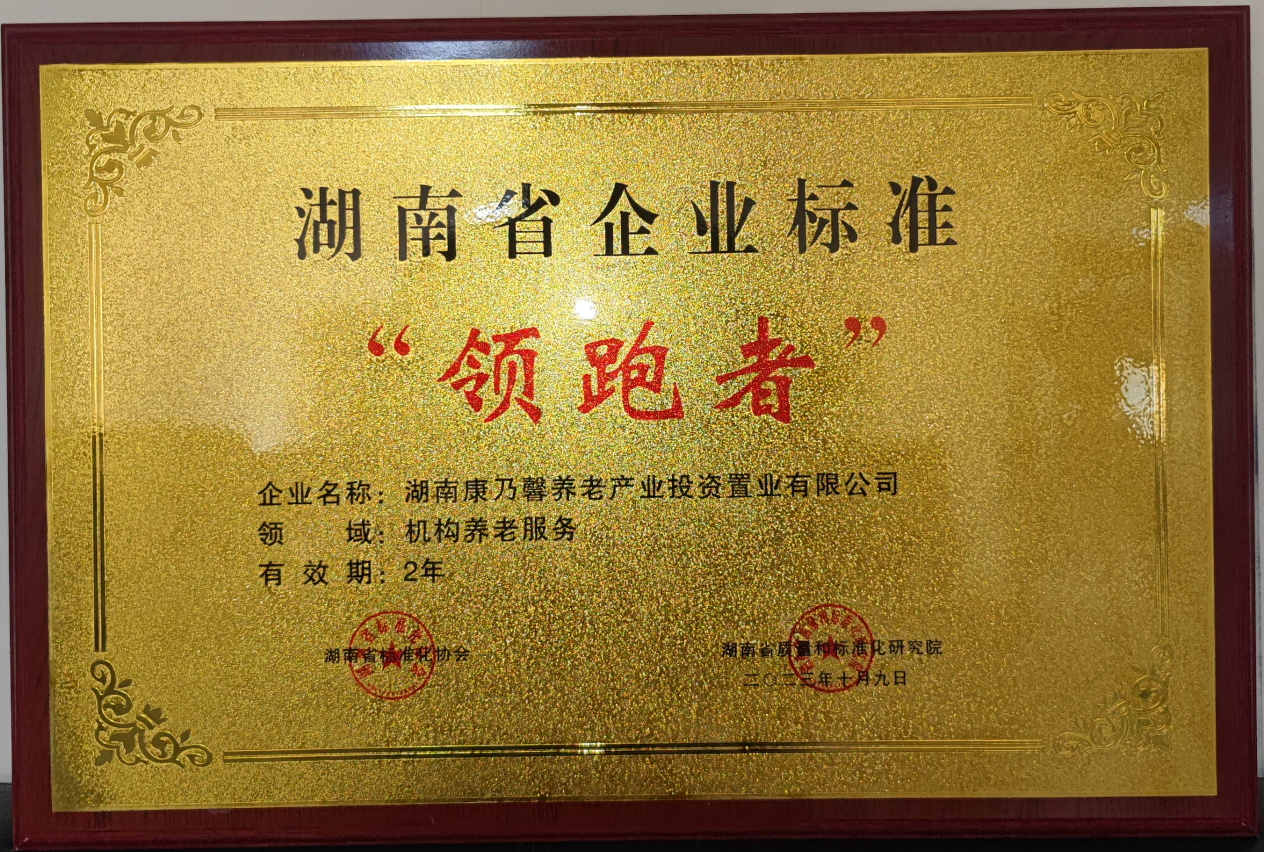 湖南省企业标准
“领跑者”
企业名称：湖南康乃馨养老产业投资置业有限公司
领域：机构养老服务
有效期：2年
湖南省标准化协会
湖南省质量和标准化研究院
二〇二三年十月九日